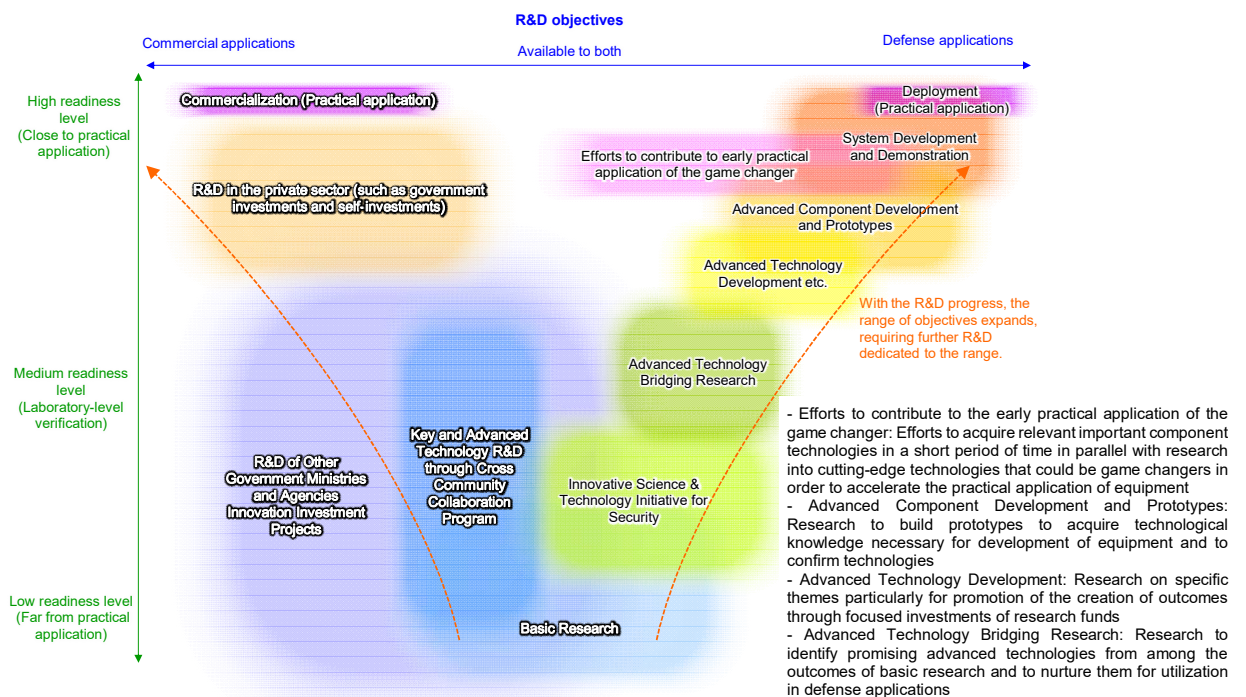 R&D objectives
Commercial applications
Available to both
Defense applications
High readiness
level
(Close to practical
application)
Commercialization (Practical application)
Deployment
(Practical application)
System Development
and Demonstration
Efforts to contribute to early practical
application of the game changer
R&D in the private sector (such as government
investments and self-investments)
Advanced Component Development
and Prototypes
Advanced Technology
Development etc.
With the R&D progress, the
range of objectives expands,
requiring further R&D
dedicated to the range.
Medium readiness
level
(Laboratory-level
verification)
Advanced Technology
Bridging Research
R&D of Other
Government Ministries
and Agencies
Innovation Investment
Projects
Key and Advanced
Technology R&D
through Cross
Community
Collaboration
Program
Innovative Science &
Technology Initiative for
Security
Low readiness level
(Far from practical
application)
Basic Research
- Efforts to contribute to the early practical application of the
game changer: Efforts to acquire relevant important component
technologies in a short period of time in parallel with research
into cutting-edge technologies that could be game changers in
order to accelerate the practical application of equipment
- Advanced Component Development and Prototypes:
Research to build prototypes to acquire technological
knowledge necessary for development of equipment and to
confirm technologies
- Advanced Technology Development: Research on specific
themes particularly for promotion of the creation of outcomes
through focused investments of research funds
- Advanced Technology Bridging Research: Research to
identify promising advanced technologies from among the
outcomes of basic research and to nurture them for utilization
in defense applications